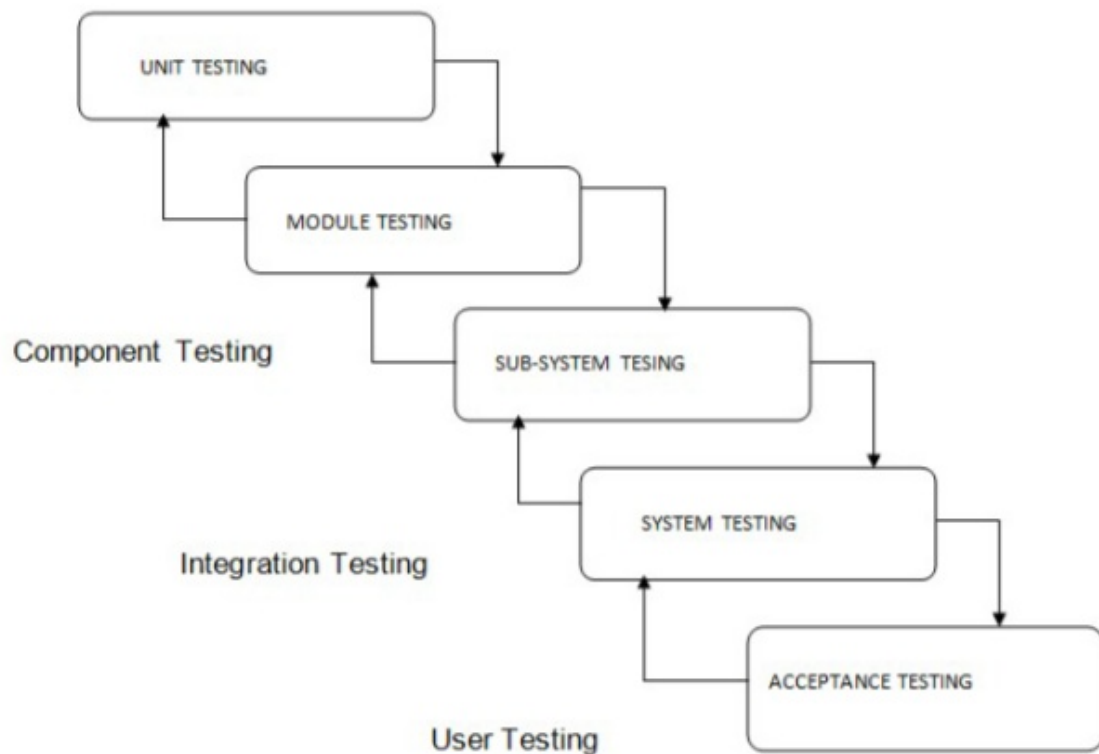 UNIT TESTING
MODULE TESTING
Component Testing
SUB-SYSTEM TESING
SYSTEM TESTING
Integration Testing
ACCEPTANCE TESTING
User Testing